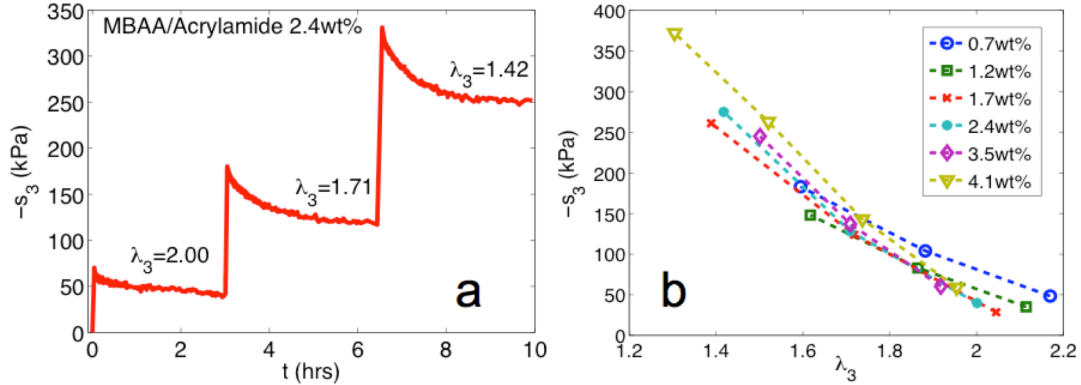 MBAA/Acrylamide 2.4wt%
350
300
250
200
150
100
50
0
-s₃ (kPa)
λ₃=2.00
λ₃=1.71
λ₃=1.42
a
0
2
4
6
8
10
t (hrs)
400
350
300
250
200
150
100
50
0
-s₃ (kPa)
0.7wt%
1.2wt%
1.7wt%
2.4wt%
3.5wt%
4.1wt%
b
1.2
1.4
1.6
1.8
2
2.2
λ₃